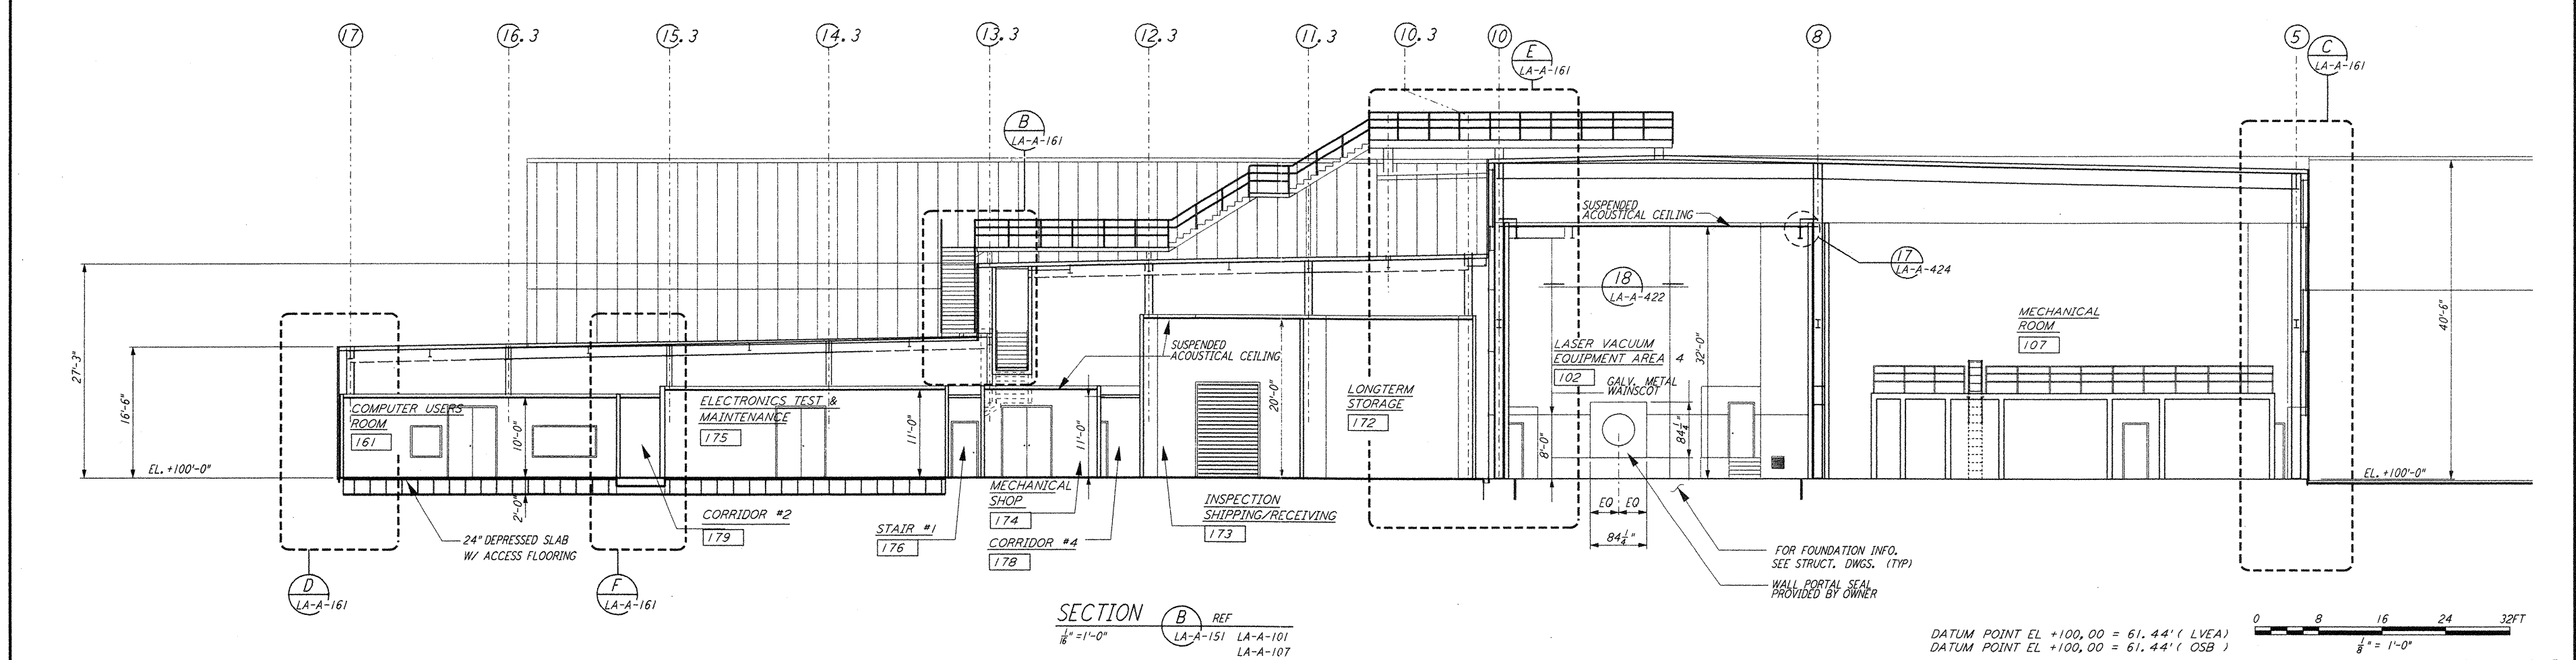 17
16.3
15.3
14.3
13.3
12.3
11.3
10.3
10
8
5
E
LA-A-161
C
LA-A-161
B
LA-A-161
SUSPENDED
ACOUSTICAL CEILING
17
LA-A-424
18
LA-A-422
27'-3"
16'-6"
EL. +100'-0"
COMPUTER USERS
ROOM
161
10'-0"
2'-0"
ELECTRONICS TEST &
MAINTENANCE
175
11'-0"
SUSPENDED
ACOUSTICAL CEILING
11'-0"
20'-0"
LONGTERM
STORAGE
172
LASER VACUUM
EQUIPMENT AREA 4
102
GALV. METAL
WAINSCOT
32'-0"
8'-0"
84 1/4"
MECHANICAL
ROOM
107
40'-6"
EL. +100'-0"
24" DEPRESSED SLAB
W/ ACCESS FLOORING
CORRIDOR #2
179
STAIR #1
176
MECHANICAL
SHOP
174
CORRIDOR #4
178
INSPECTION
SHIPPING/RECEIVING
173
EQ EQ
84 1/4"
FOR FOUNDATION INFO.
SEE STRUCT. DWGS. (TYP)
WALL PORTAL SEAL
PROVIDED BY OWNER
D
LA-A-161
F
LA-A-161
SECTION
1/16" =1'-0"
B
LA-A-151
REF
LA-A-101
LA-A-107
DATUM POINT EL +100,00 = 61.44'( LVEA)
DATUM POINT EL +100,00 = 61.44'( OSB )
0 8 16 24 32FT
1/8" = 1'-0"